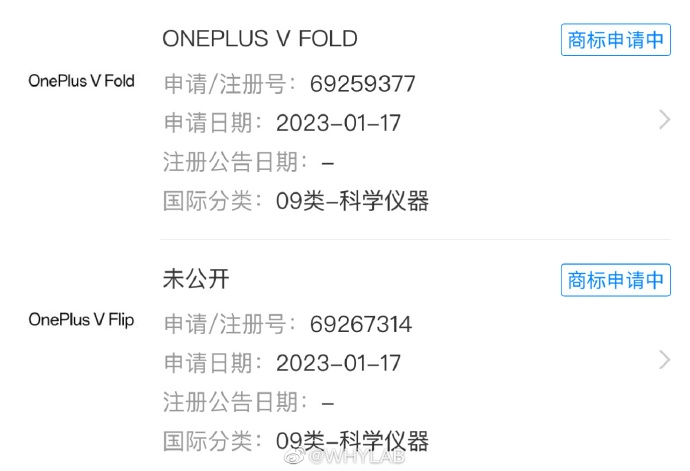 ONEPLUS V FOLD
商标申请中
OnePlus V Fold
申请/注册号：69259377
申请日期：2023-01-17
注册公告日期：–
国际分类：09类-科学仪器
未公开
商标申请中
OnePlus V Flip
申请/注册号：69267314
申请日期：2023-01-17
注册公告日期：–
国际分类：09类-科学仪器
@WHYLAB